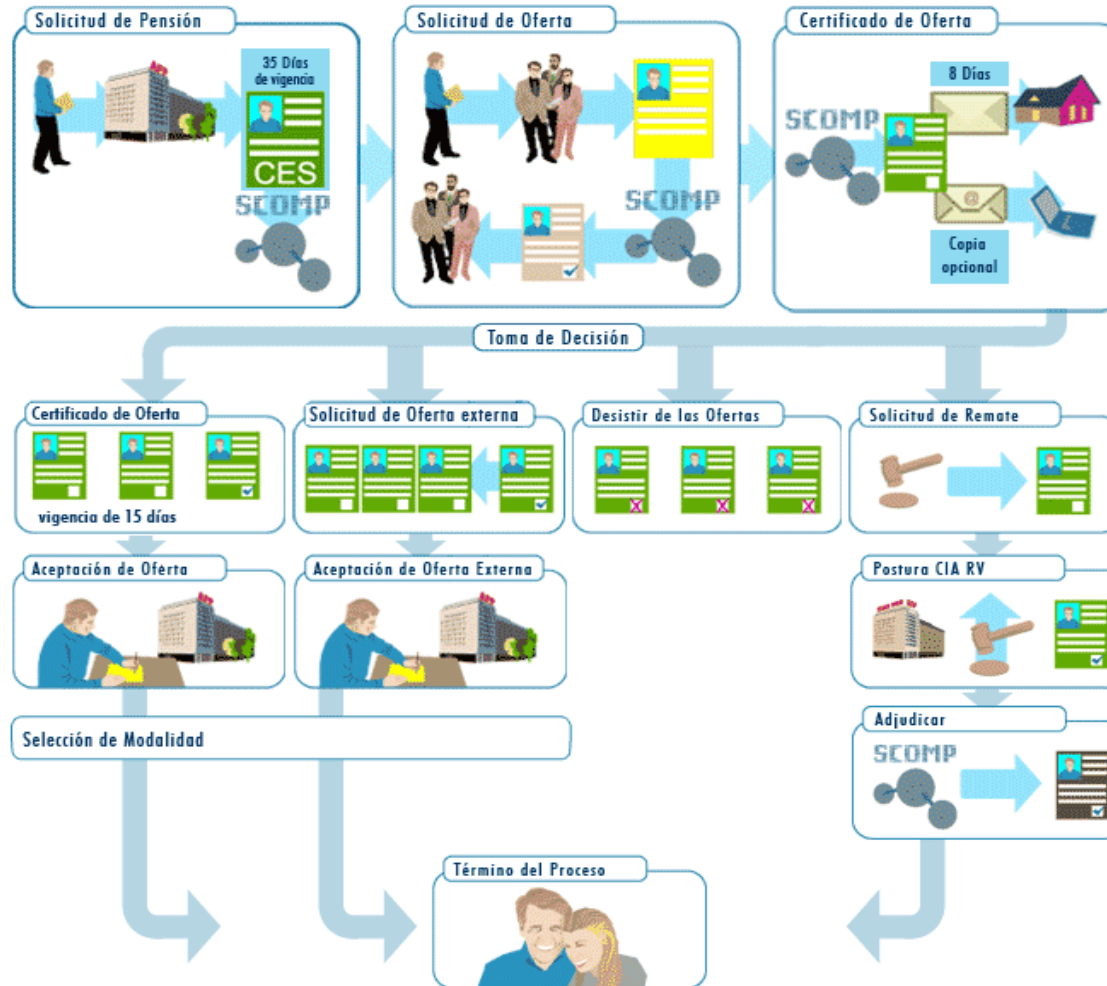 Solicitud de Pensión
35 Días
de vigencia
CES
SCOMP
Solicitud de Oferta
SCOMP
Certificado de Oferta
8 Días
SCOMP
@
Copia
opcional
Toma de Decisión
Certificado de Oferta
vigencia de 15 días
Solicitud de Oferta externa
Desistir de las Ofertas
Solicitud de Remate
Aceptación de Oferta
Aceptación de Oferta Externa
Postura CIA RV
Selección de Modalidad
Adjudicar
SCOMP
Término del Proceso